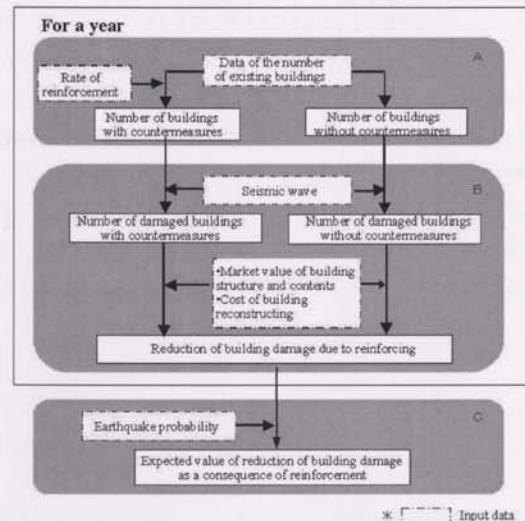 For a year
A
Data of the number
of existing buildings
Rate of
reinforcement
Number of buildings
with countermeasures
Number of buildings
without countermeasures
B
Seismic wave
Number of damaged buildings
with countermeasures
Number of damaged buildings
without countermeasures
•Market value of building
structure and contents
•Cost of building
reconstructing
Reduction of building damage due to reinforcing
C
Earthquake probability
Expected value of reduction of building damage
as a consequence of reinforcement
* Input data